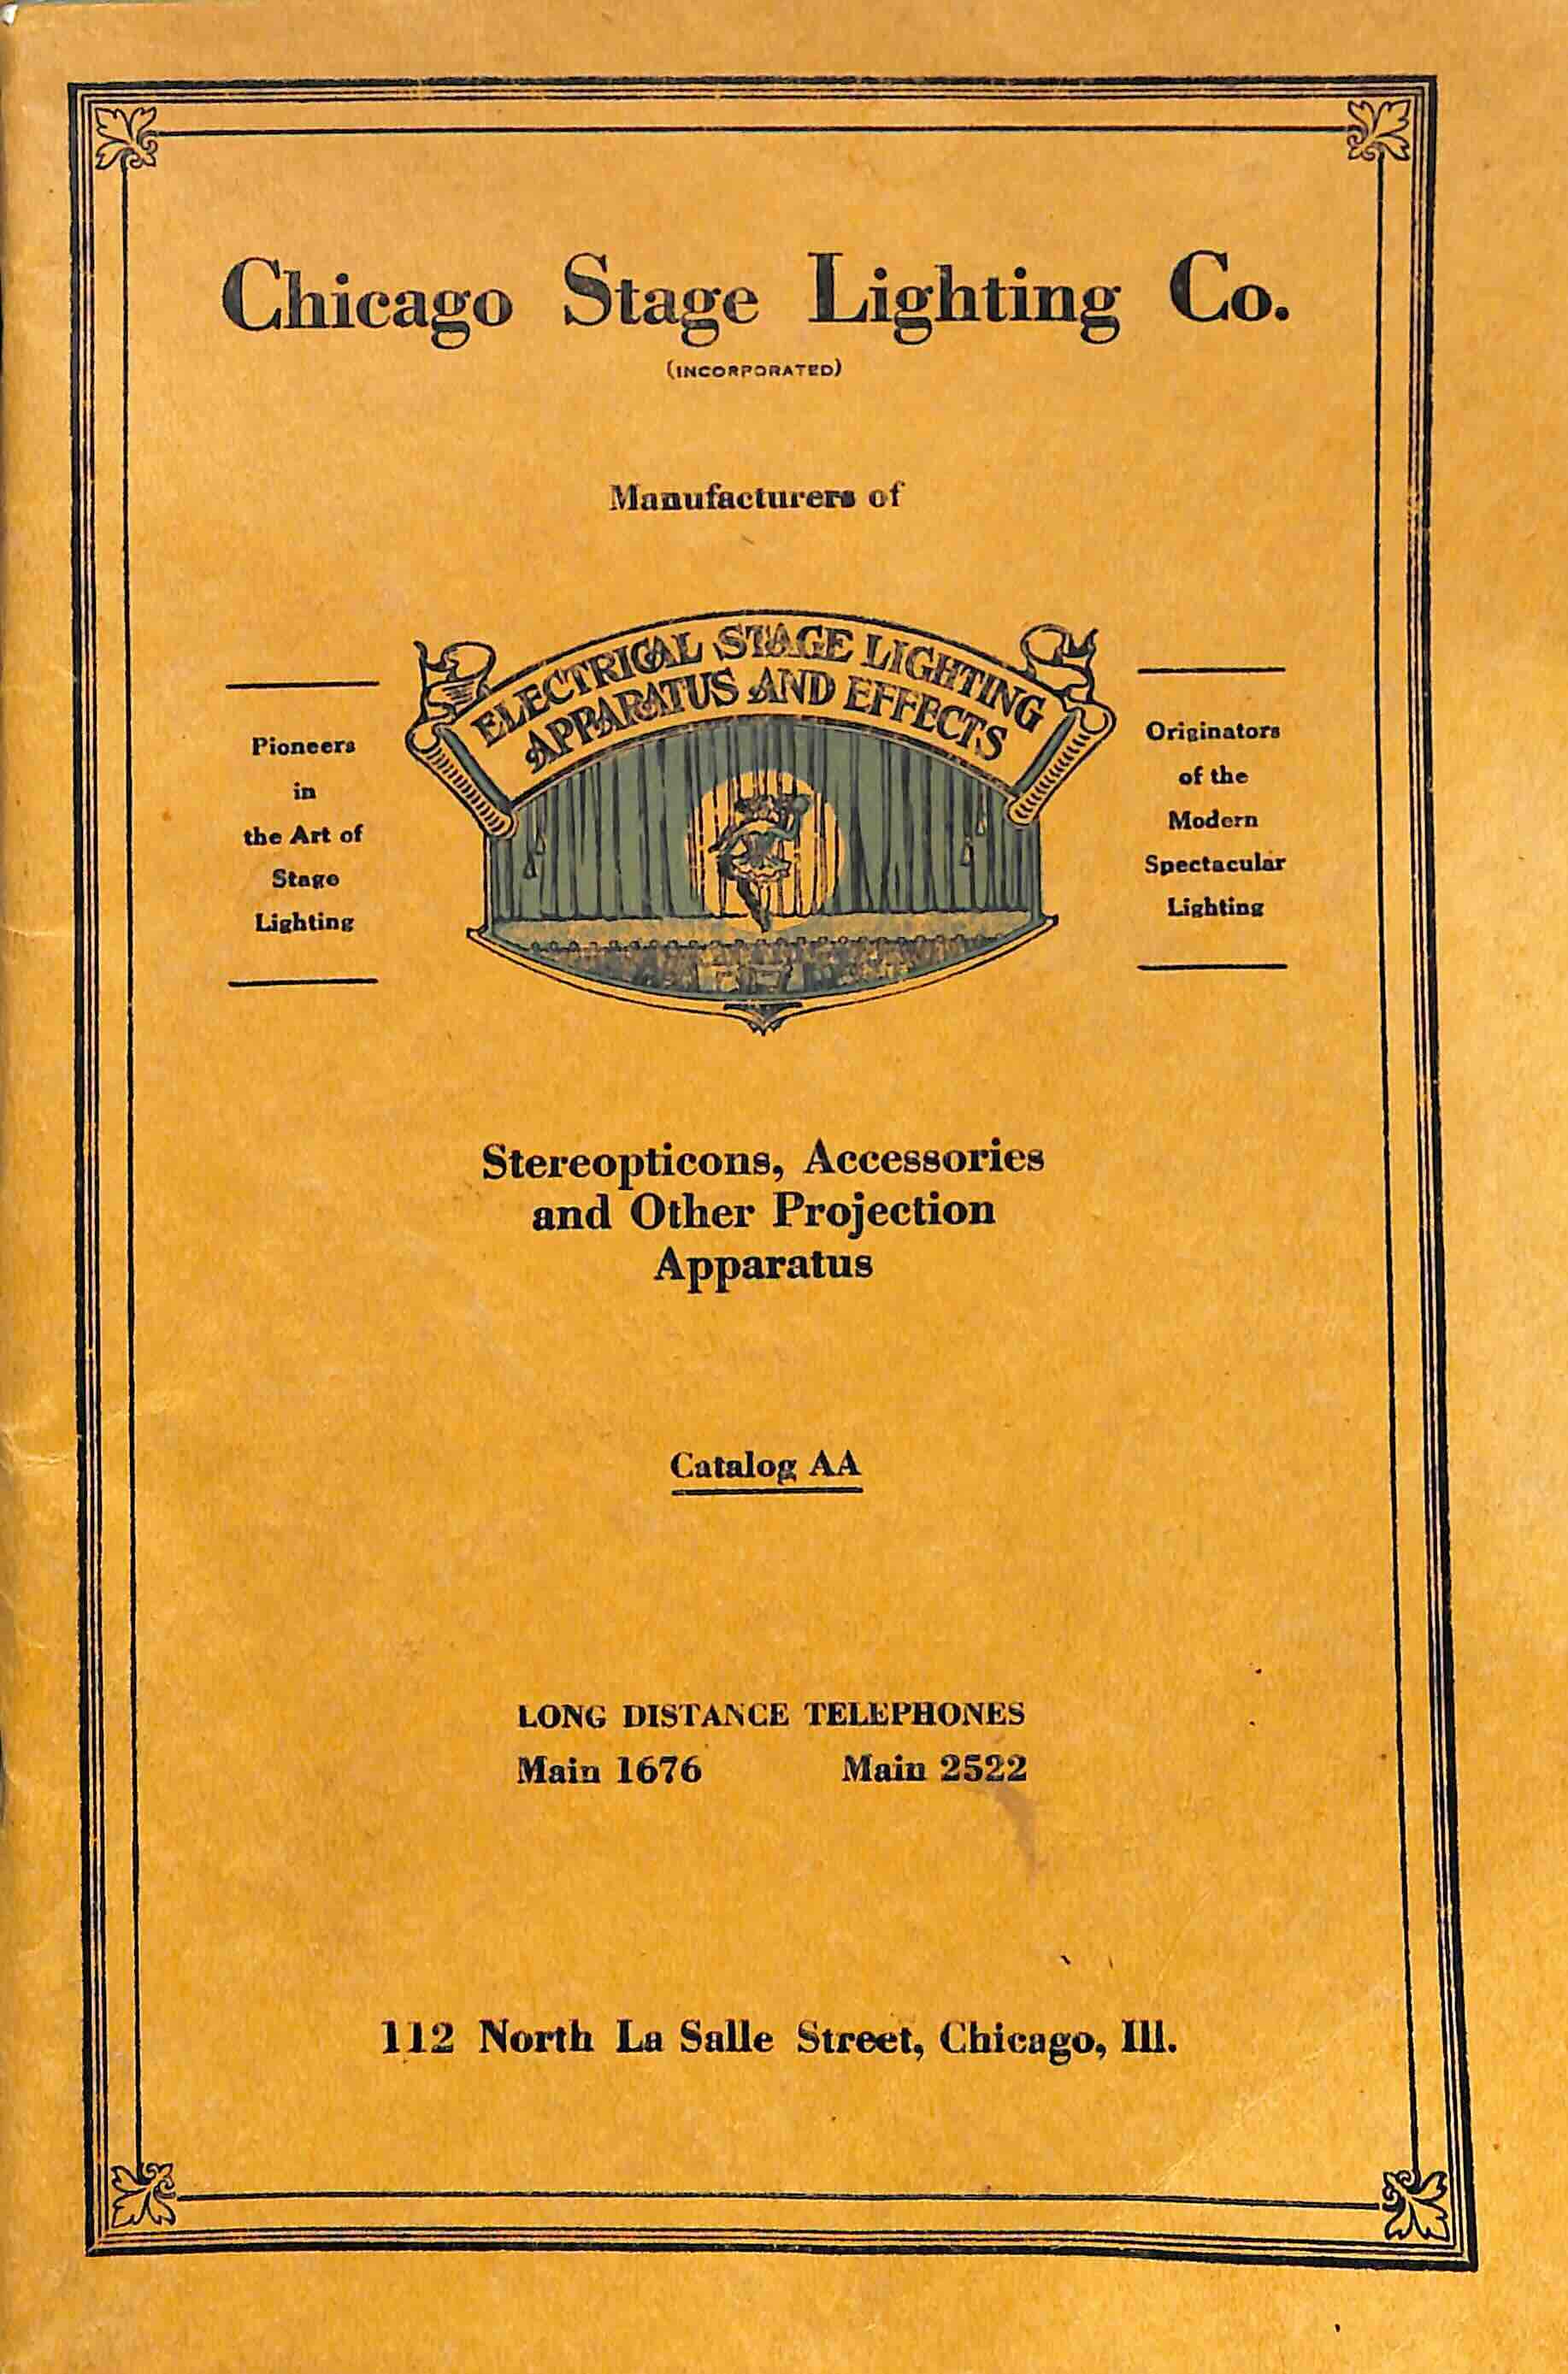 Chicago Stage Lighting Co.
(INCORPORATED)
Manufacturers of
ELECTRICAL STAGE LIGHTING
APPARATUS AND EFFECTS
Pioneers
in
the Art of
Stage
Lighting
Originators
of the
Modern
Spectacular
Lighting
Stereopticons, Accessories
and Other Projection
Apparatus
Catalog AA
LONG DISTANCE TELEPHONES
Main 1676 Main 2522
112 North La Salle Street, Chicago, Ill.